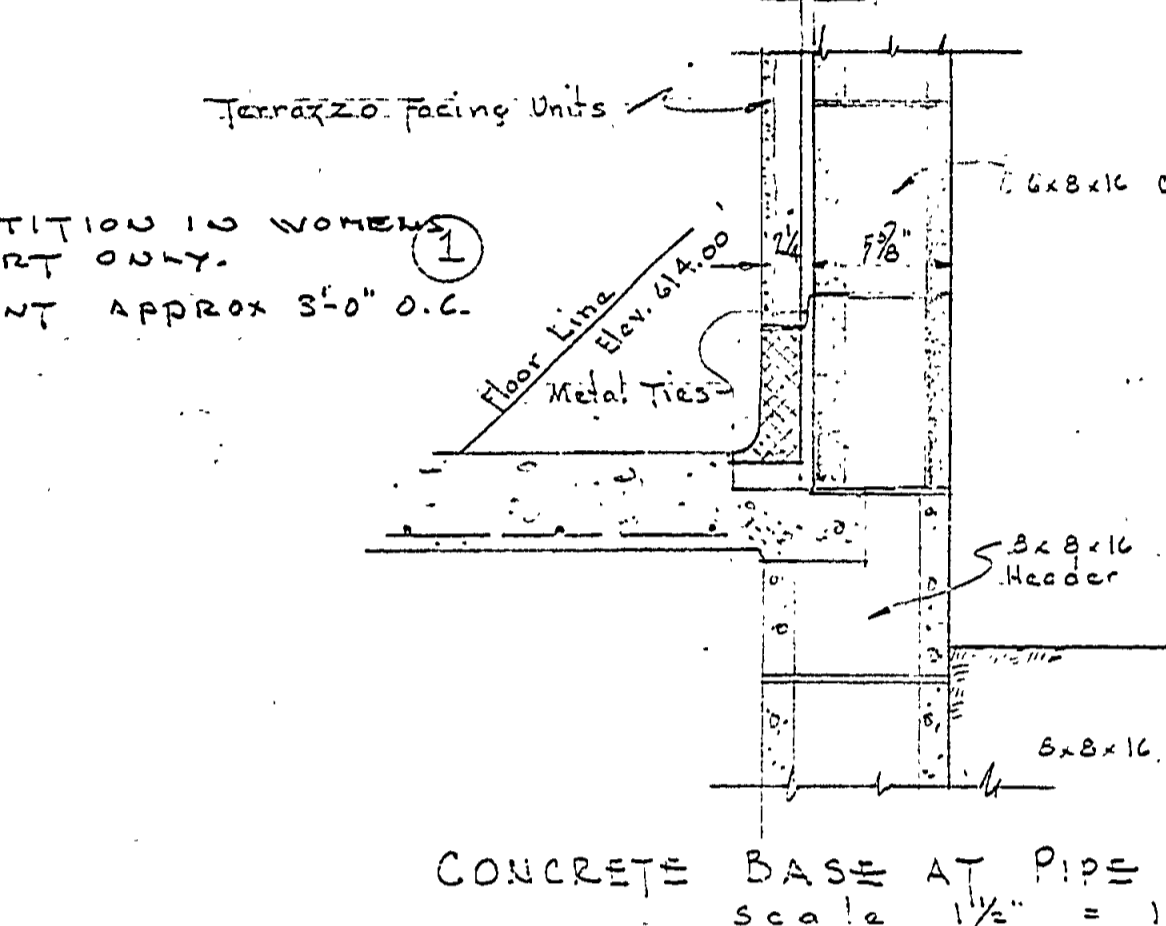 Terrazzo Facing Units
6x8x16
TITION IN WOMENS
RT ONLY.
NT APPROX 3'-0" O.C.
1
Floor Line
Elev. 614.00
2¼
5⅝"
Metal Ties
8x8x16
Header
8x8x16
CONCRETE BASE AT PIPE
Scale 1½" = 1